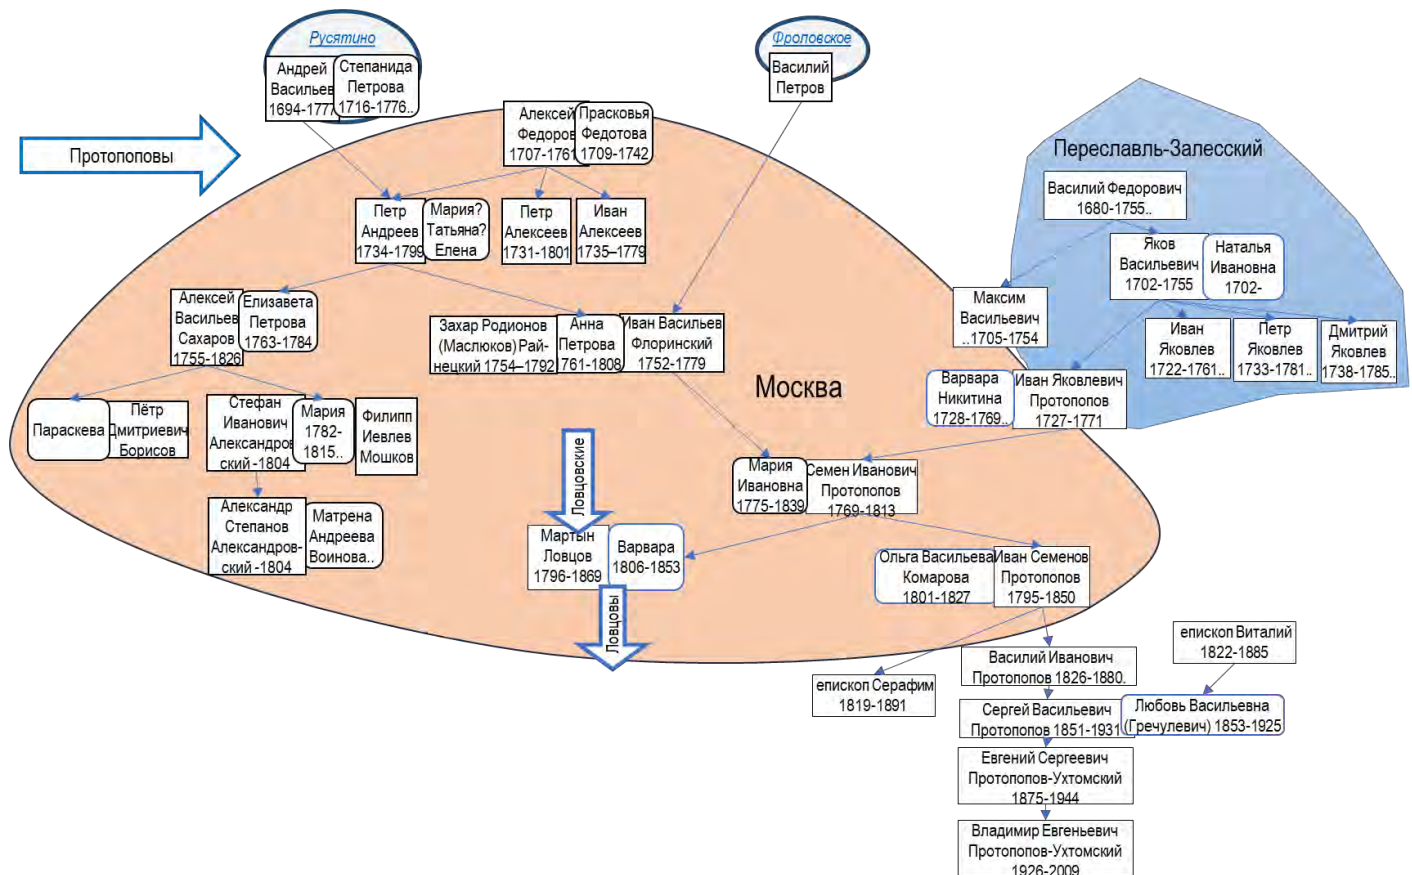 Русятино
Андрей
Васильев
1694-1777
Степанида
Петрова
1716-1776..
Фроловское
Василий
Петров
Протопоповы
Алексей
Федоров
1707-1761
Прасковья
Федотова
1709-1742
Переславль-Залесский
Василий Федорович
1680-1755..
Петр
Андреев
1734-1799
Мария?
Татьяна?
Елена
Петр
Алексеев
1731-1801
Иван
Алексеев
1735–1779
Яков
Васильевич
1702-1755
Наталья
Ивановна
1702-
Алексей
Васильев
Сахаров
1755-1826
Елизавета
Петрова
1763-1784
Захар Родионов
(Маслюков) Рай-
нецкий 1754–1792
Анна
Петрова
1761-1808
Иван Васильев
Флоринский
1752-1779
Максим
Васильевич
..1705-1754
Иван
Яковлев
1722-1761..
Петр
Яковлев
1733-1781..
Дмитрий
Яковлев
1738-1785..
Москва
Варвара
Никитина
1728-1769..
Иван Яковлевич
Протопопов
1727-1771
Параскева
Пётр
Дмитриевич
Борисов
Стефан
Иванович
Александров
ский -1804
Мария
1782-
1815..
Филипп
Иевлев
Мошков
Ловцовские
Мария
Ивановна
1775-1839
Семен Иванович
Протопопов
1769-1813
Александр
Степанов
Александров-
ский -1804
Матрена
Андреева
Воинова..
Мартын
Ловцов
1796-1869
Варвара
1806-1853
Ольга Васильева
Комарова
1801-1827
Иван Семенов
Протопопов
1795-1850
Ловцовы
епископ Серафим
1819-1891
Василий Иванович
Протопопов 1826-1880.
епископ Виталий
1822-1885
Сергей Васильевич
Протопопов 1851-1931
Любовь Васильевна
(Гречулевич) 1853-1925
Евгений Сергеевич
Протопопов-Ухтомский
1875-1944
Владимир Евгеньевич
Протопопов-Ухтомский
1926-2009